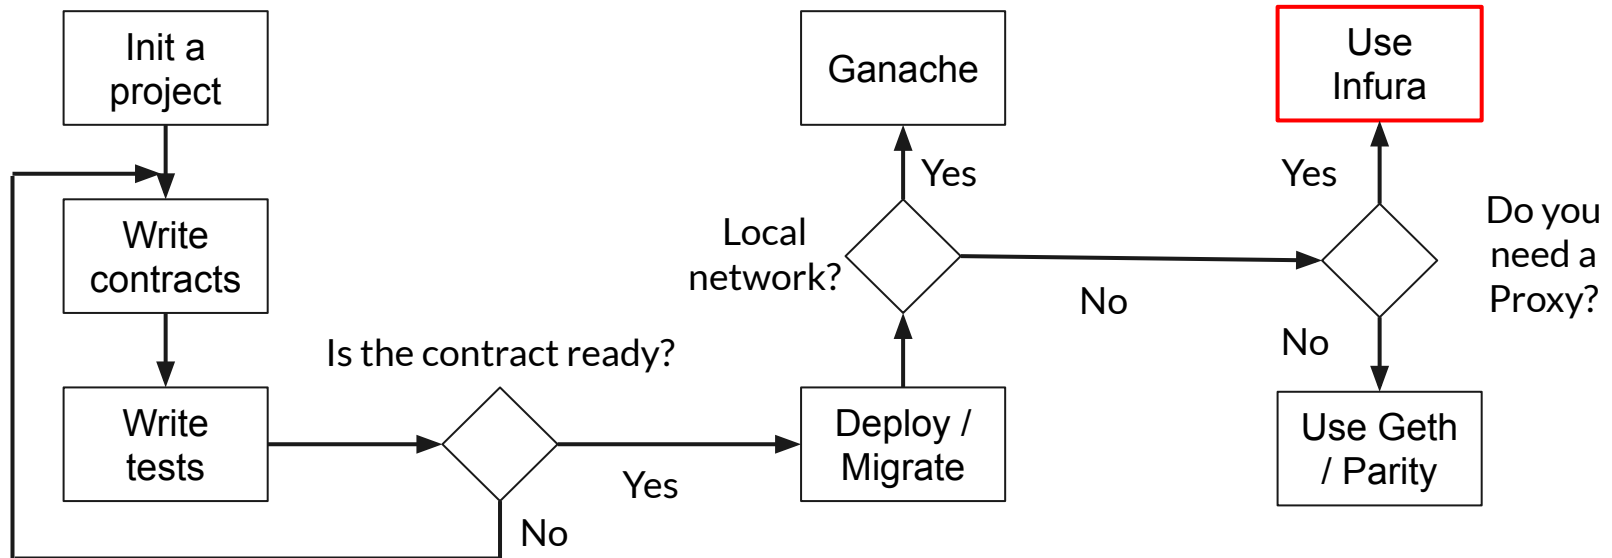 Init a
project
Write
contracts
Write
tests
Is the contract ready?
Yes
No
Deploy /
Migrate
Local
network?
Yes
No
Ganache
Do you
need a
Proxy?
Yes
No
Use
Infura
Use Geth
/ Parity